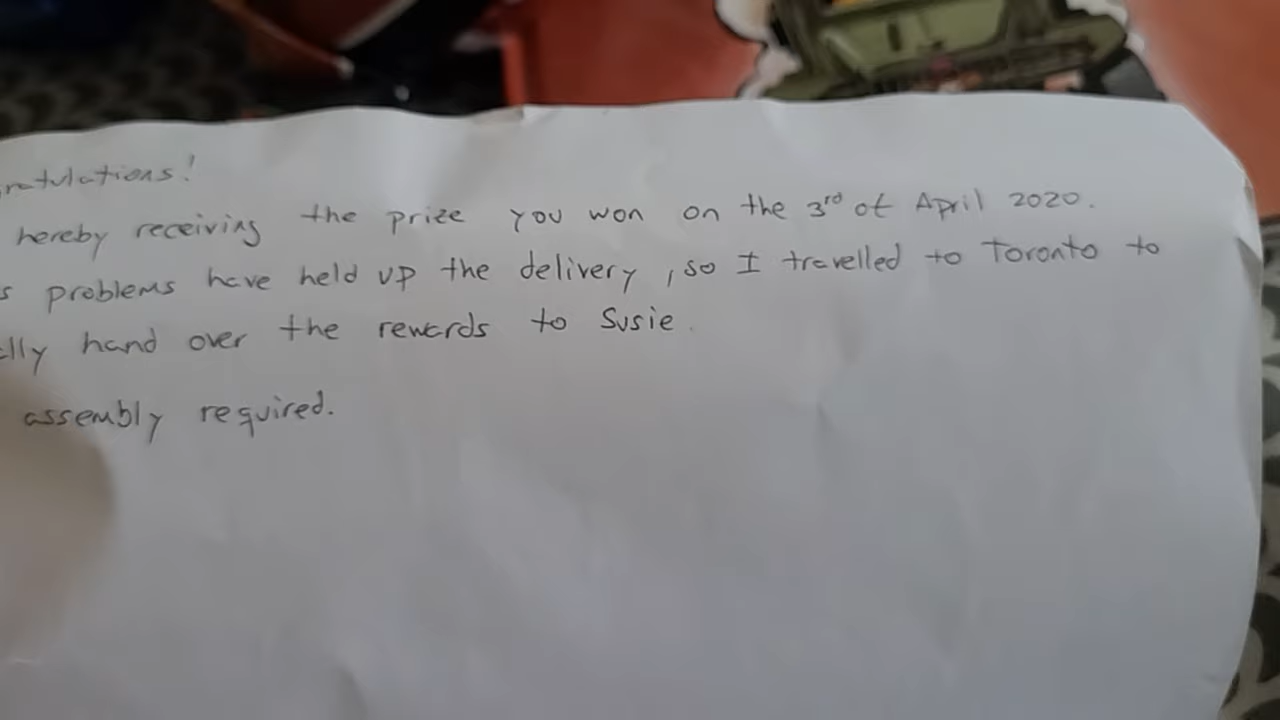 ratulations!
hereby receiving the prize you won on the 3rd of April 2020.
s problems have held up the delivery, so I travelled to Toronto to
ally hand over the rewards to Susie.
assembly required.